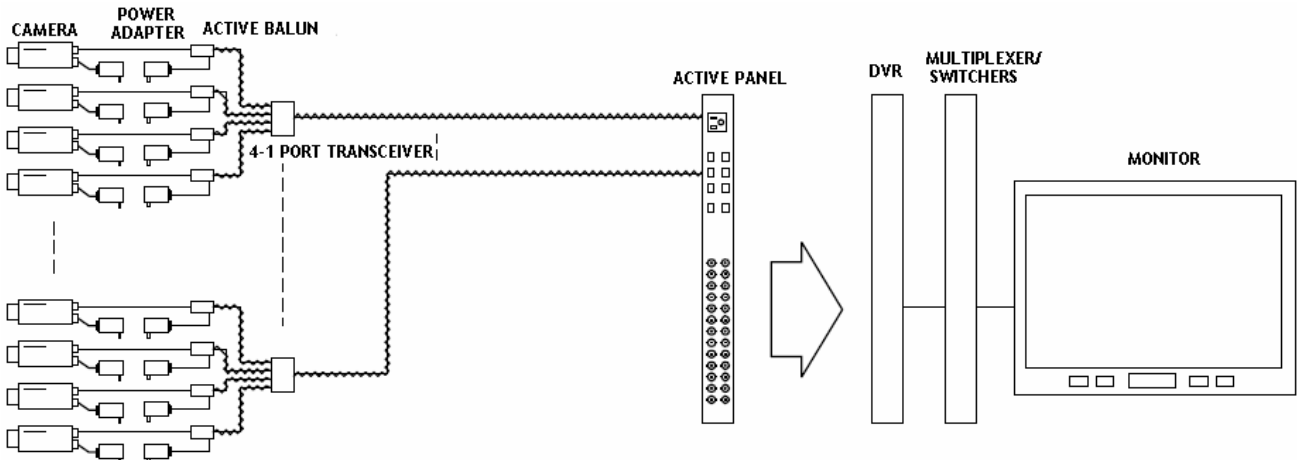 CAMERA
POWER
ADAPTER
ACTIVE BALUN
4-1 PORT TRANSCEIVER
ACTIVE PANEL
DVR
MULTIPLEXER/
SWITCHERS
MONITOR